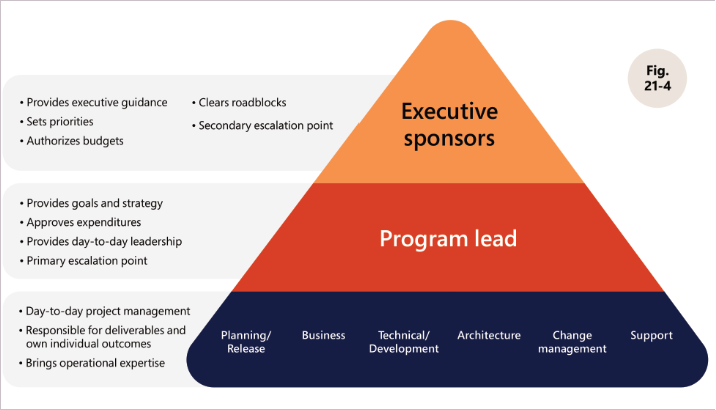 Fig.
21-4
• Provides executive guidance
• Sets priorities
• Authorizes budgets
• Clears roadblocks
• Secondary escalation point
Executive
sponsors
• Provides goals and strategy
• Approves expenditures
• Provides day-to-day leadership
• Primary escalation point
Program lead
• Day-to-day project management
• Responsible for deliverables and
own individual outcomes
• Brings operational expertise
Planning/
Release
Business
Technical/
Development
Architecture
Change
management
Support